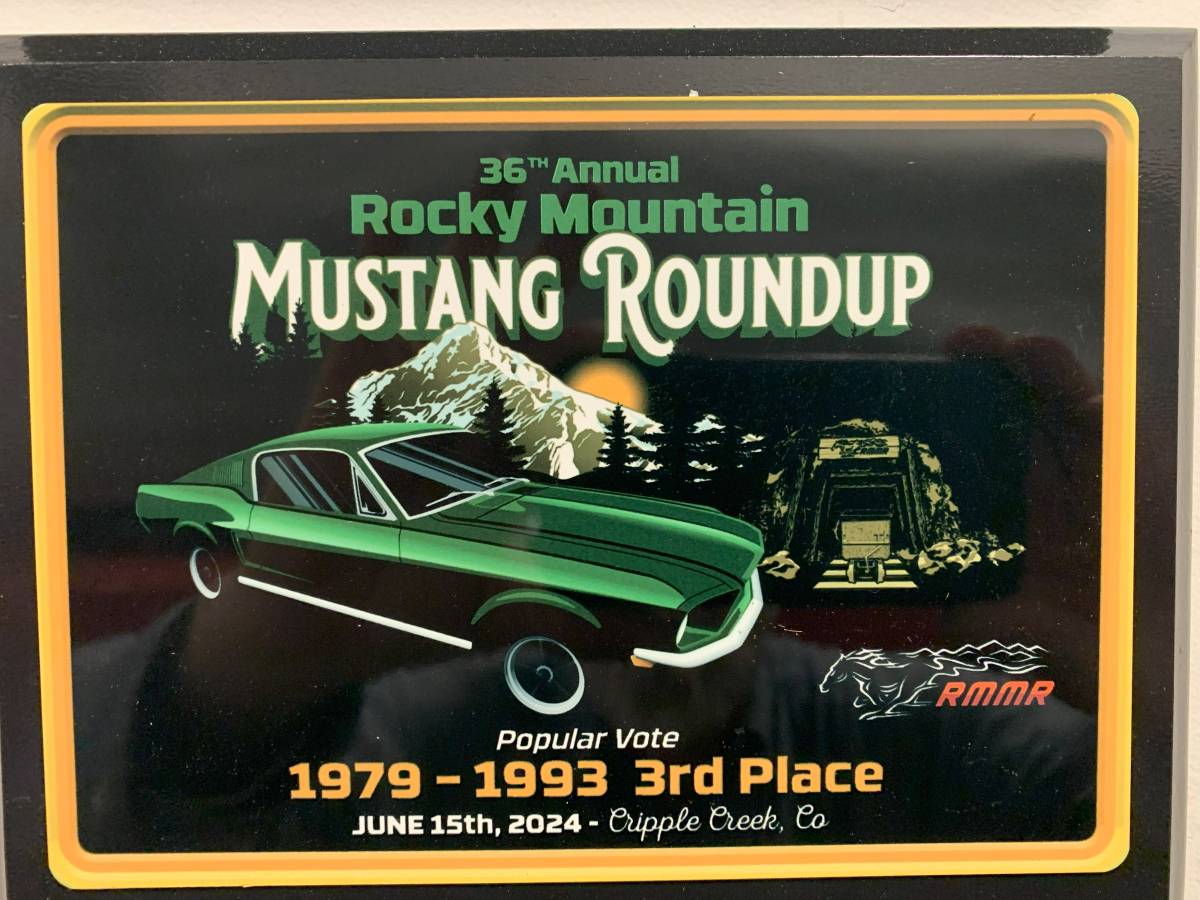 36TH Annual
Rocky Mountain
MUSTANG ROUNDUP
RMMR
Popular Vote
1979 – 1993 3rd Place
JUNE 15th, 2024 - Cripple Creek, Co